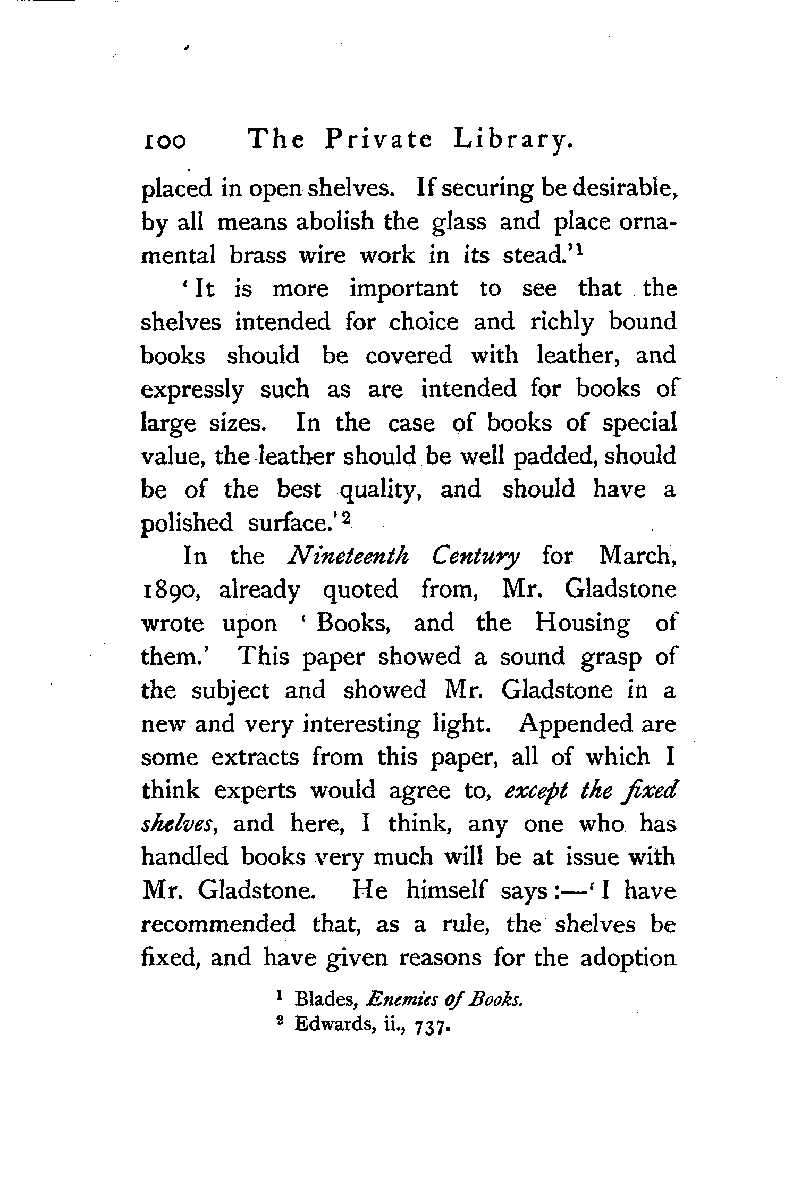 100 The Private Library.
placed in open shelves. If securing be desirable,
by all means abolish the glass and place orna-
mental brass wire work in its stead.'¹
'It is more important to see that the
shelves intended for choice and richly bound
books should be covered with leather, and
expressly such as are intended for books of
large sizes. In the case of books of special
value, the leather should be well padded, should
be of the best quality, and should have a
polished surface.'²
In the Nineteenth Century for March,
1890, already quoted from, Mr. Gladstone
wrote upon 'Books, and the Housing of
them.' This paper showed a sound grasp of
the subject and showed Mr. Gladstone in a
new and very interesting light. Appended are
some extracts from this paper, all of which I
think experts would agree to, except the fixed
shelves, and here, I think, any one who has
handled books very much will be at issue with
Mr. Gladstone. He himself says:—'I have
recommended that, as a rule, the shelves be
fixed, and have given reasons for the adoption
¹ Blades, Enemies of Books.
² Edwards, ii., 737.